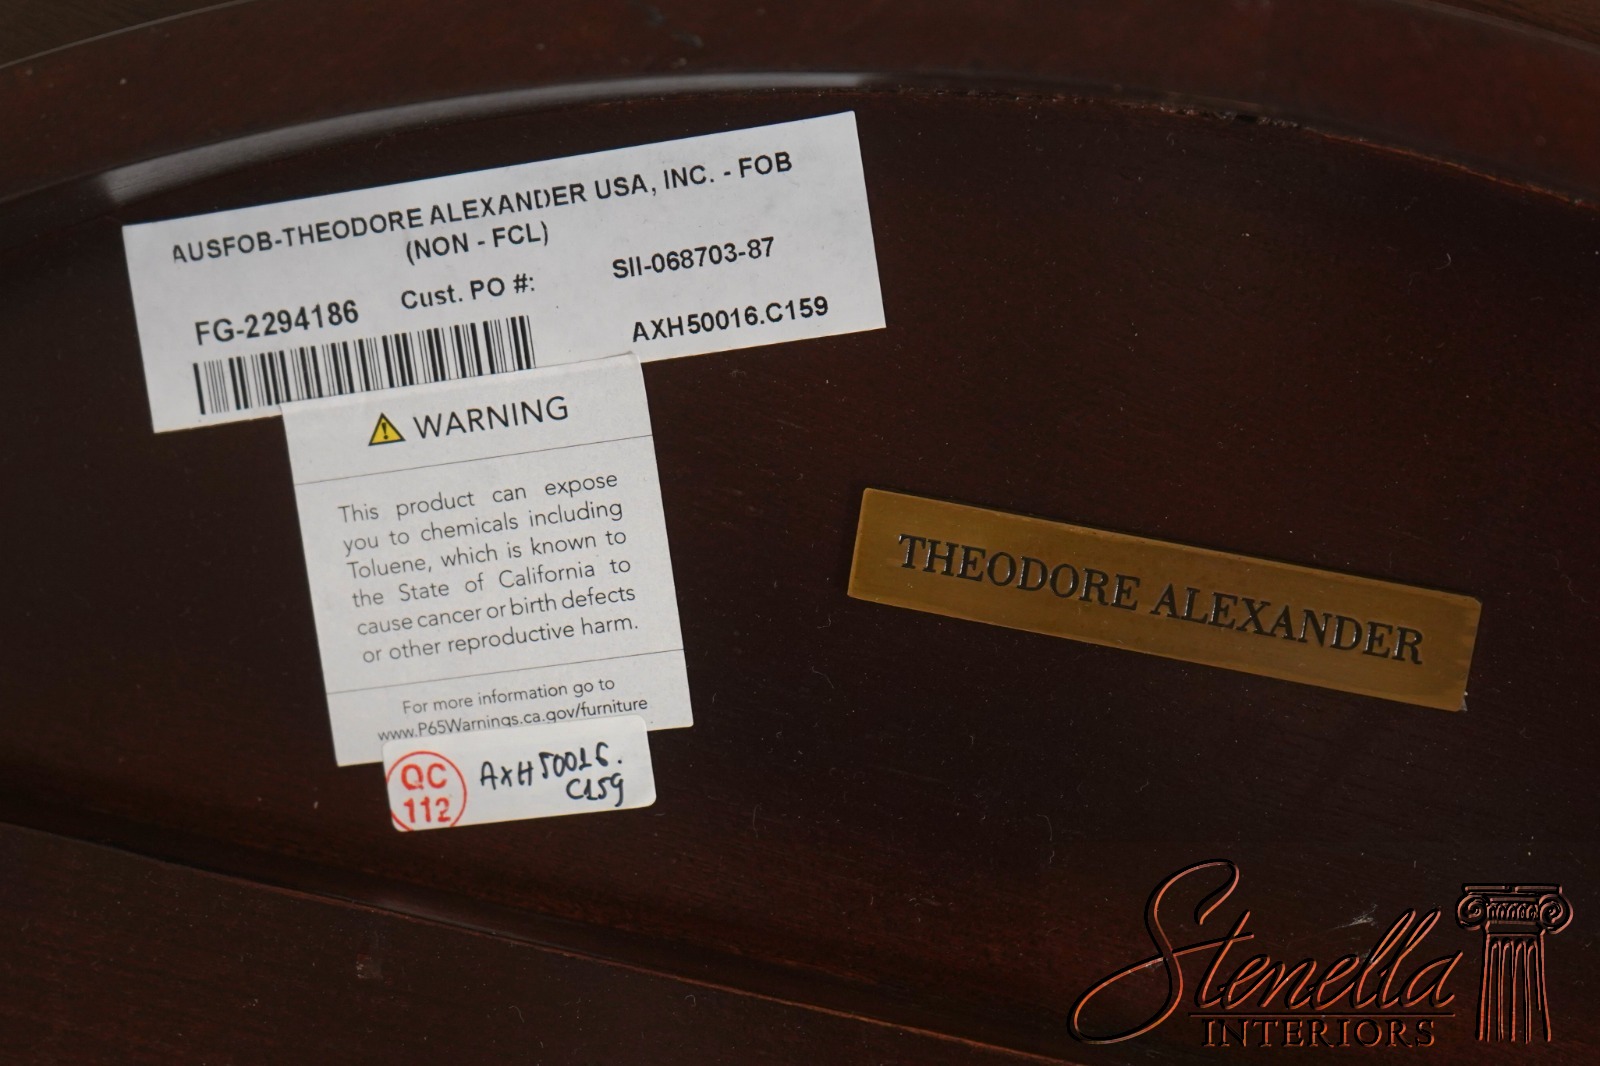 AUSFOB-THEODORE ALEXANDER USA, INC. - FOB
(NON - FCL)
FG-2294186 Cust. PO #: SII-068703-87
AXH50016.C159
WARNING
This product can expose
you to chemicals including
Toluene, which is known to
the State of California to
cause cancer or birth defects
or other reproductive harm.
For more information go to
www.P65Warnings.ca.gov/furniture
QC
112
AXH50016.
C159
THEODORE ALEXANDER
Stenella
INTERIORS